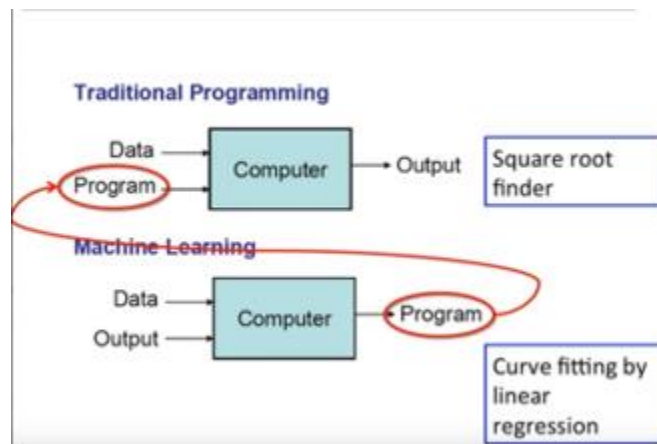 Traditional Programming
Data
Program
Computer
Output
Square root
finder
Machine Learning
Data
Output
Computer
Program
Curve fitting by
linear
regression